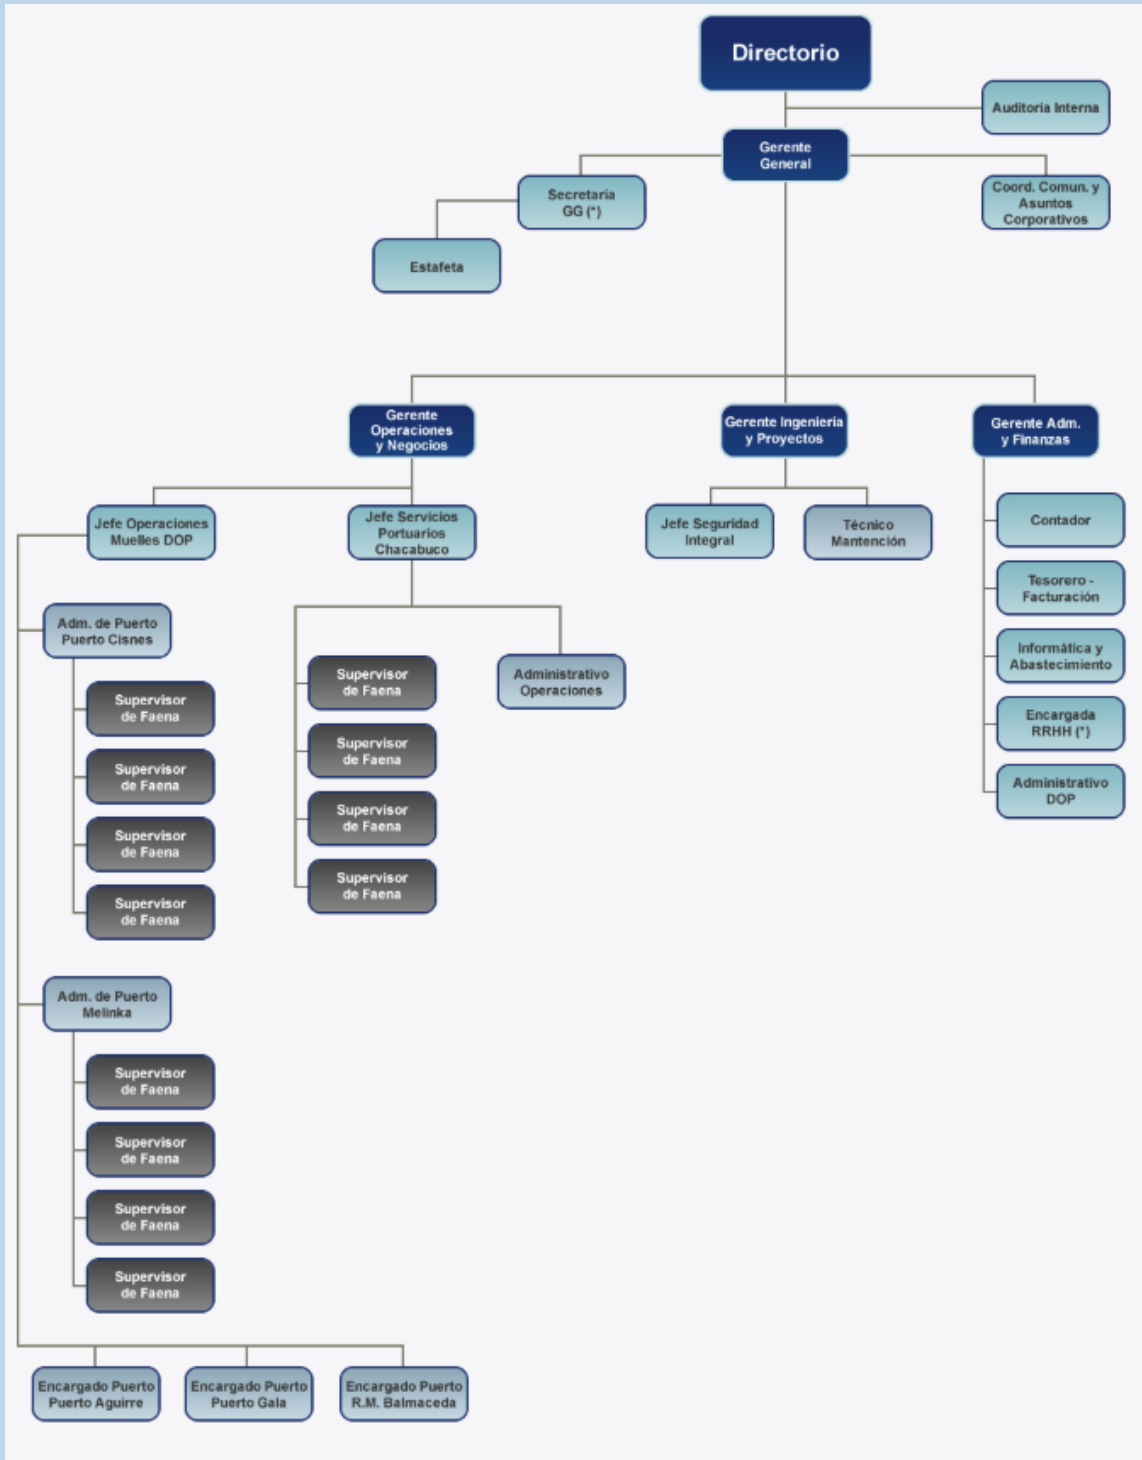 Directorio
Auditoría Interna
Gerente
General
Secretaria
GG (*)
Coord. Comun. y
Asuntos
Corporativos
Estafeta
Gerente
Operaciones
y Negocios
Gerente Ingeniería
y Proyectos
Gerente Adm.
y Finanzas
Jefe Operaciones
Muelles DOP
Jefe Servicios
Portuarios
Chacabuco
Jefe Seguridad
Integral
Técnico
Mantención
Contador
Tesorero -
Facturación
Informática y
Abastecimiento
Encargada
RRHH (*)
Administrativo
DOP
Adm. de Puerto
Puerto Cisnes
Supervisor
de Faena
Supervisor
de Faena
Supervisor
de Faena
Supervisor
de Faena
Supervisor
de Faena
Supervisor
de Faena
Supervisor
de Faena
Supervisor
de Faena
Administrativo
Operaciones
Adm. de Puerto
Melinka
Supervisor
de Faena
Supervisor
de Faena
Supervisor
de Faena
Supervisor
de Faena
Encargado Puerto
Puerto Aguirre
Encargado Puerto
Puerto Gala
Encargado Puerto
R.M. Balmaceda